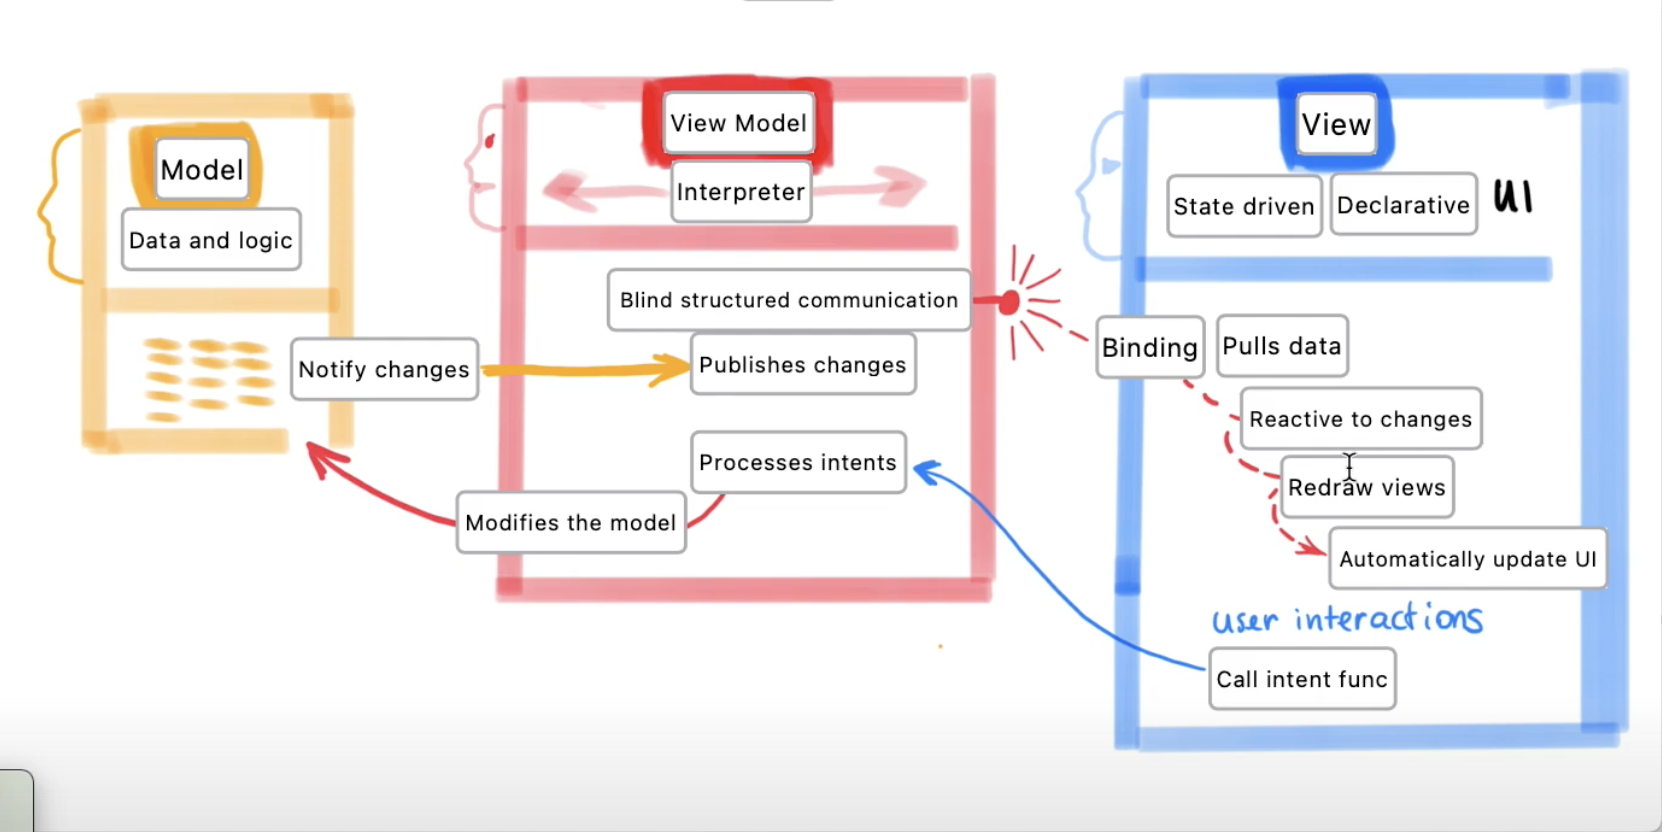 Model
Data and logic
Notify changes
View Model
Interpreter
Blind structured communication
Publishes changes
Processes intents
Modifies the model
View
State driven
Declarative
UI
Binding
Pulls data
Reactive to changes
Redraw views
Automatically update UI
user interactions
Call intent func